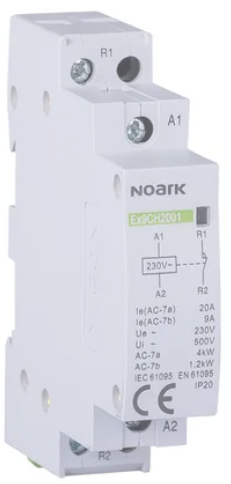 R1
A1
NOARK
Ex9CH2001
A1 R1
230V~
A2 R2
Ie(AC-7a) 20A
Ie(AC-7b) 9A
Ue ~ 230V
Ui ~ 500V
AC-7a 4kW
AC-7b 1.2kW
IEC 61095 EN 61095
IP20
CE
A2
R2